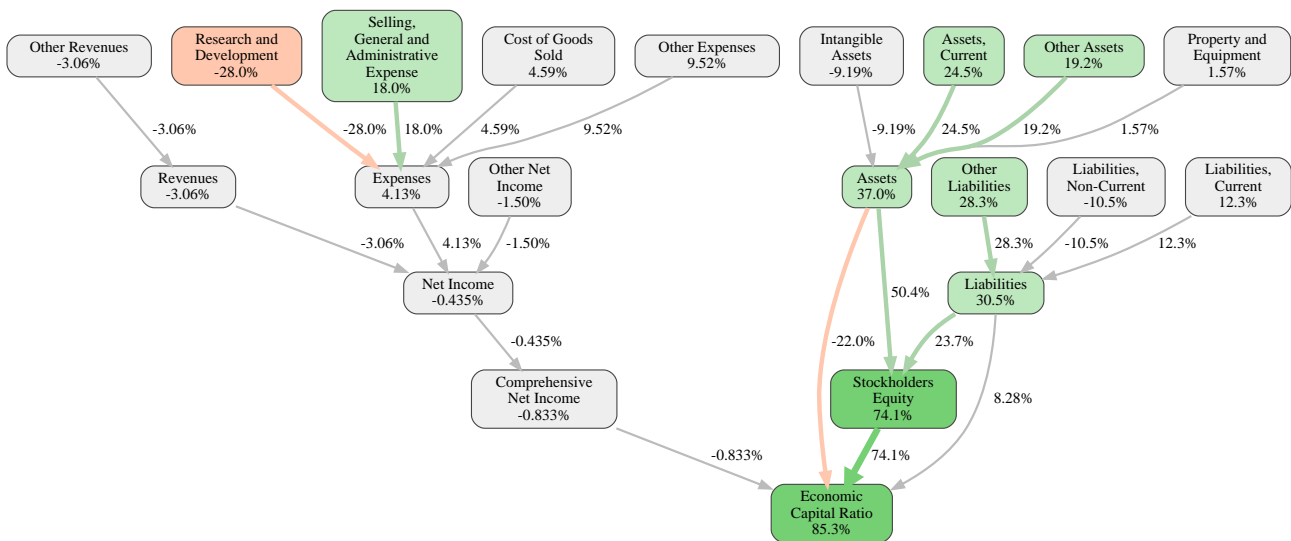 Other Revenues
-3.06%
Research and
Development
-28.0%
Selling,
General and
Administrative
Expense
18.0%
Cost of Goods
Sold
4.59%
Other Expenses
9.52%
Intangible
Assets
-9.19%
Assets,
Current
24.5%
Other Assets
19.2%
Property and
Equipment
1.57%
-3.06%
-28.0%
18.0%
4.59%
9.52%
-9.19%
24.5%
19.2%
1.57%
Revenues
-3.06%
Expenses
4.13%
Other Net
Income
-1.50%
Assets
37.0%
Other
Liabilities
28.3%
Liabilities,
Non-Current
-10.5%
Liabilities,
Current
12.3%
-3.06%
4.13%
-1.50%
28.3%
-10.5%
12.3%
Net Income
-0.435%
50.4%
Liabilities
30.5%
-0.435%
-22.0%
23.7%
Comprehensive
Net Income
-0.833%
Stockholders
Equity
74.1%
8.28%
-0.833%
74.1%
Economic
Capital Ratio
85.3%